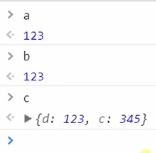 > a
<· 123
> b
<· 123
> c
<· ▶ {d: 123, c: 345}
>